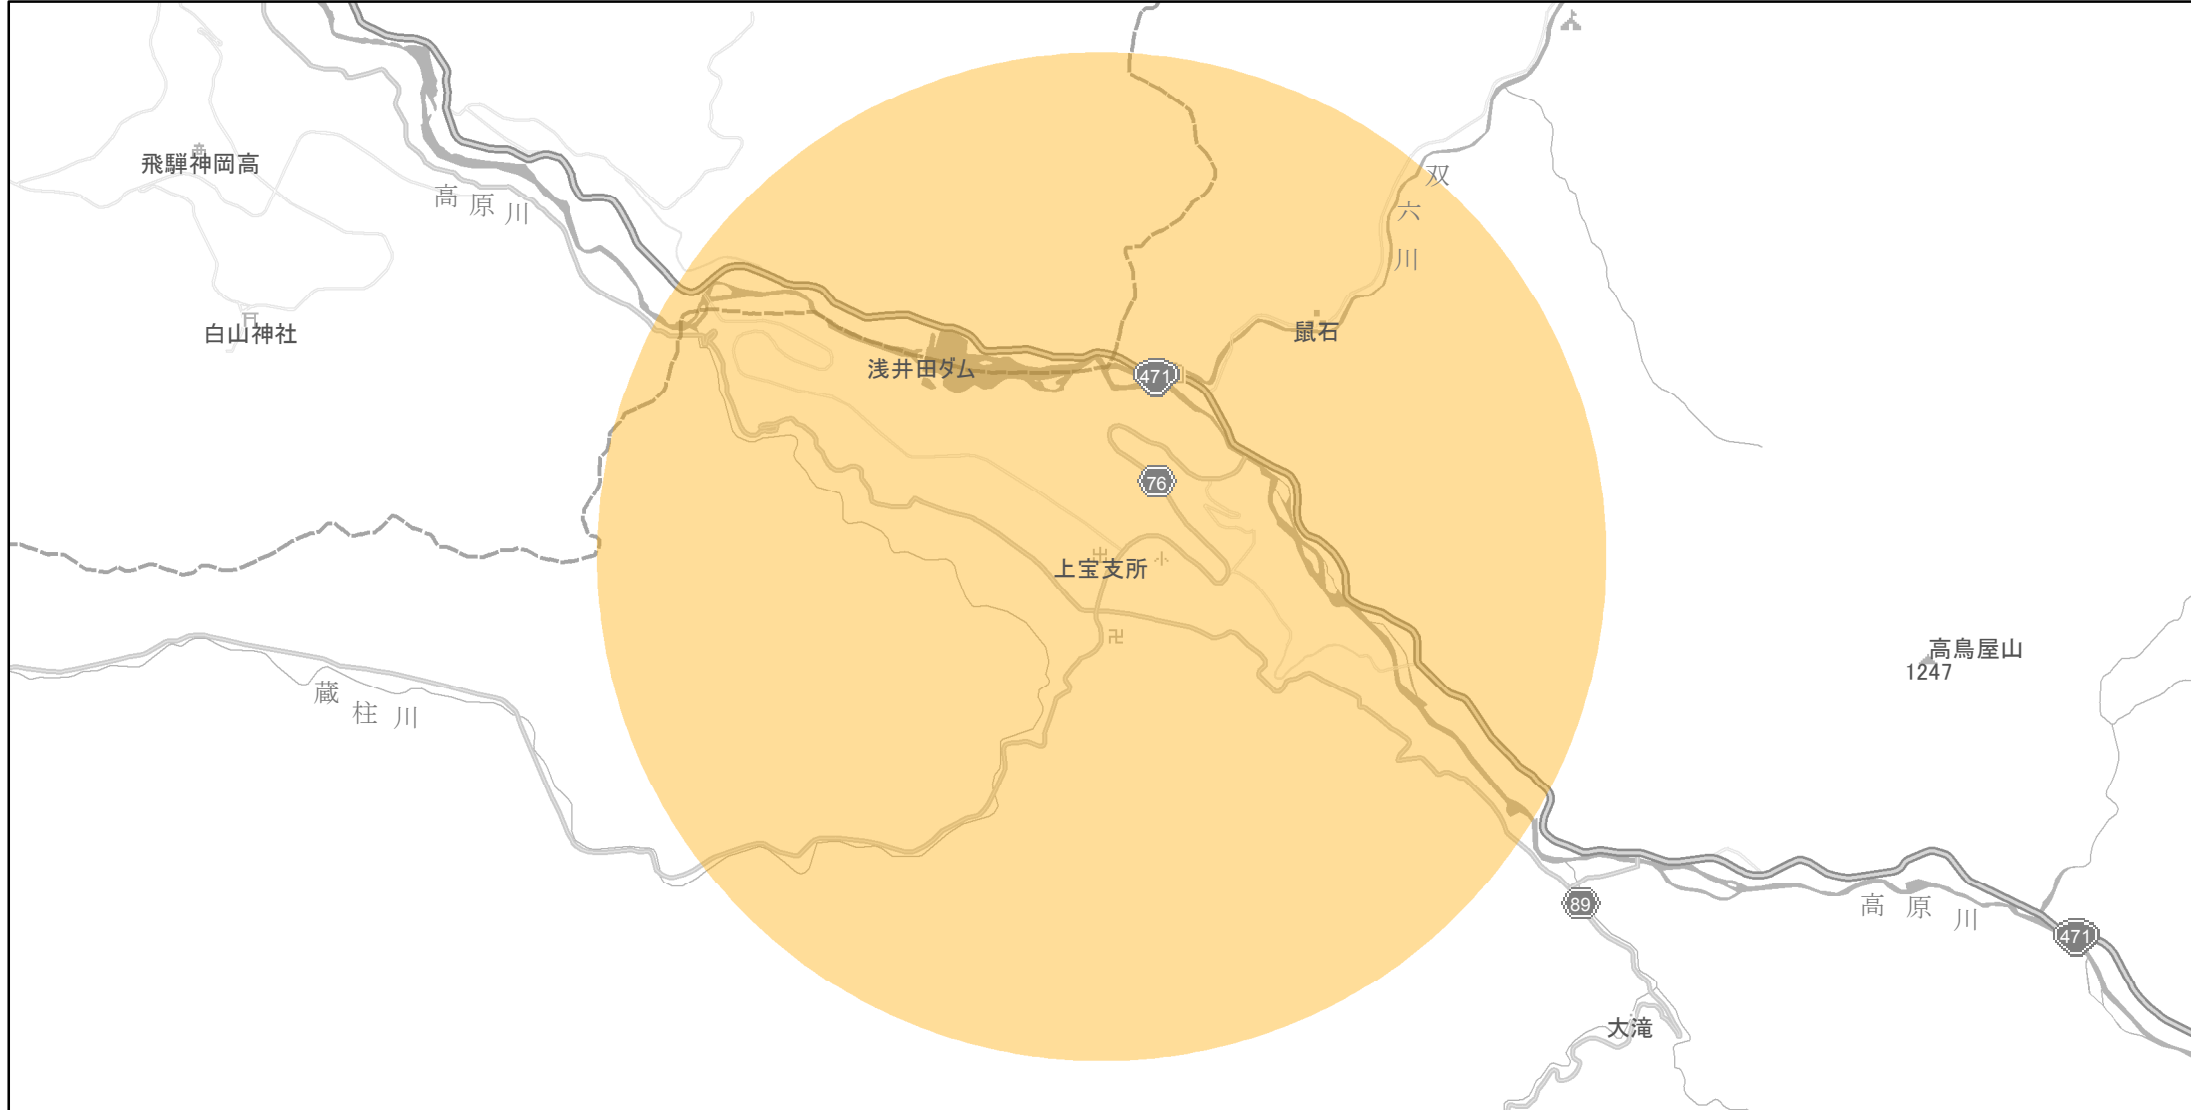 飛騨神岡高
高原川
双六川
白山神社
鼠石
浅井田ダム
471
76
上宝支所
高鳥屋山
1247
蔵柱川
89
高原川
471
大滝